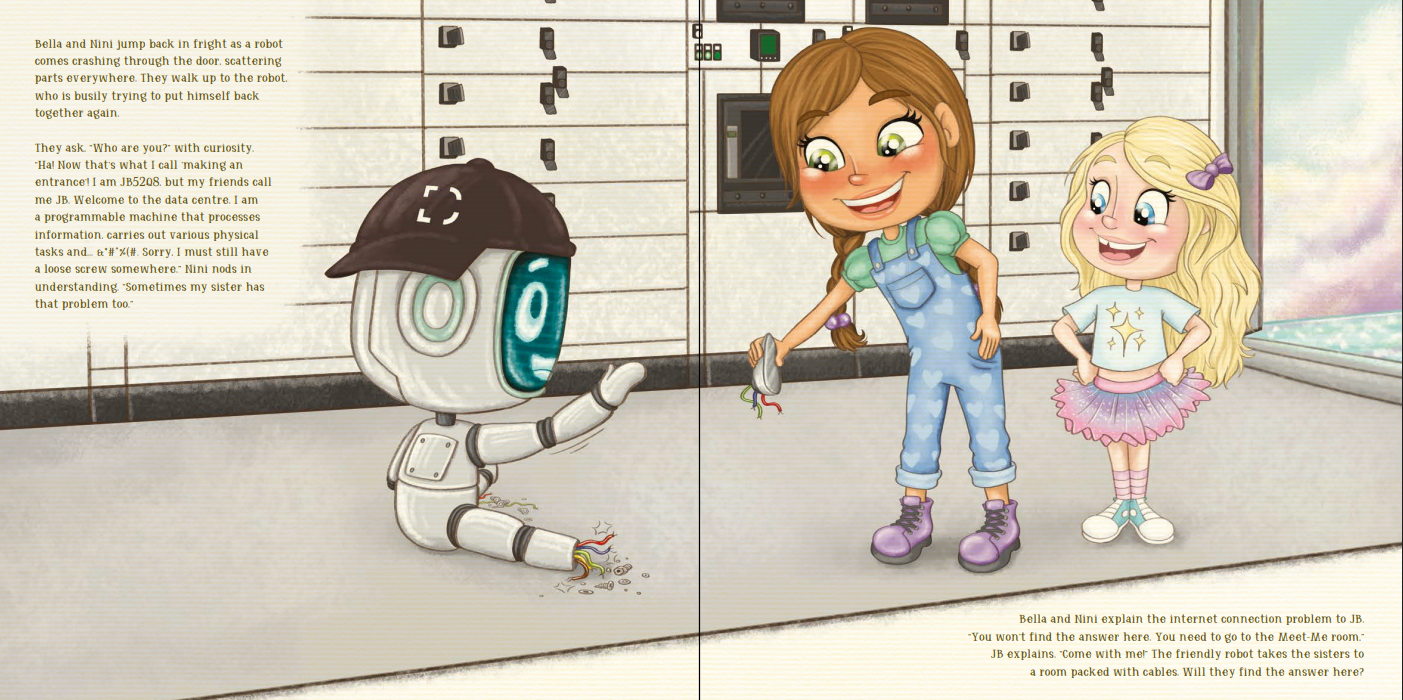 Bella and Nini jump back in fright as a robot
comes crashing through the door, scattering
parts everywhere. They walk up to the robot,
who is busily trying to put himself back
together again.
They ask, "Who are you?" with curiosity.
"Ha! Now that's what I call 'making an
entrance'! I am JB5208, but my friends call
me JB. Welcome to the data centre. I am
a programmable machine that processes
information, carries out various physical
tasks and... &*#*%(#. Sorry, I must still have
a loose screw somewhere." Nini nods in
understanding. "Sometimes my sister has
that problem too."
Bella and Nini explain the internet connection problem to JB.
"You won't find the answer here. You need to go to the Meet-Me room,"
JB explains. "Come with me!" The friendly robot takes the sisters to
a room packed with cables. Will they find the answer here?